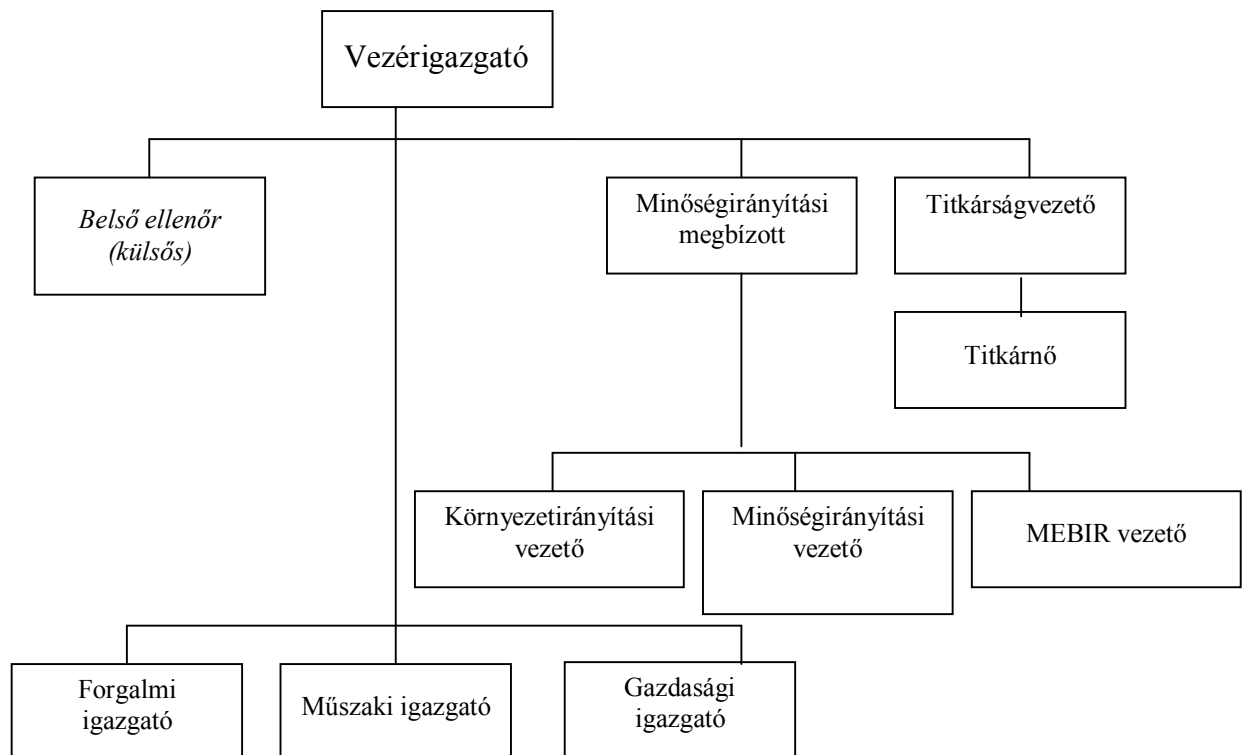 Vezérigazgató
Belső ellenőr
(külsős)
Minőségirányítási
megbízott
Titkárságvezető
Titkárnő
Környezetirányítási
vezető
Minőségirányítási
vezető
MEBIR vezető
Forgalmi
igazgató
Műszaki igazgató
Gazdasági
igazgató